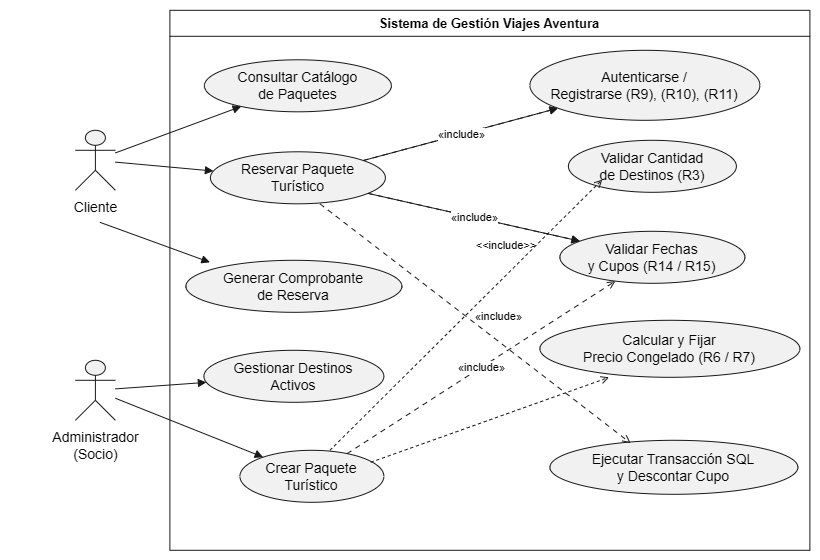 Sistema de Gestión Viajes Aventura
Consultar Catálogo
de Paquetes
Autenticarse /
Registrarse (R9), (R10), (R11)
«include»
Validar Cantidad
de Destinos (R3)
Reservar Paquete
Turístico
Cliente
«include»
<<include>>
Validar Fechas
y Cupos (R14 / R15)
Generar Comprobante
de Reserva
«include»
Calcular y Fijar
Precio Congelado (R6 / R7)
«include»
Gestionar Destinos
Activos
Administrador
(Socio)
Crear Paquete
Turístico
Ejecutar Transacción SQL
y Descontar Cupo